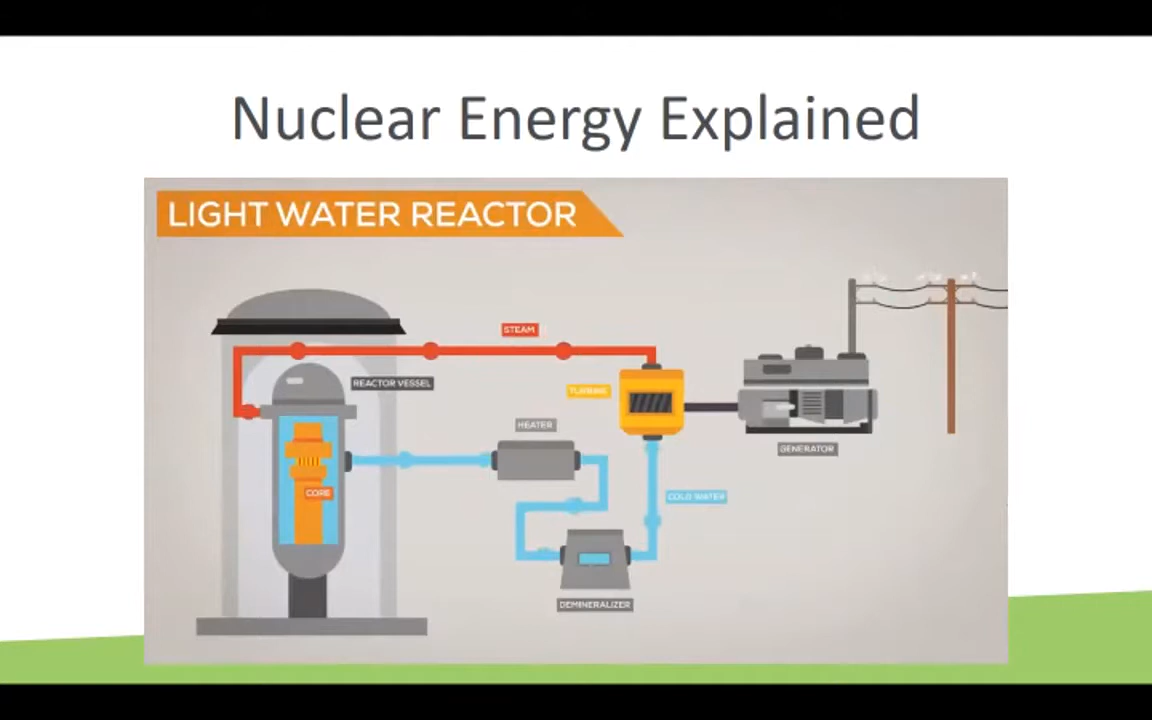 Nuclear Energy Explained
LIGHT WATER REACTOR
STEAM
REACTOR VESSEL
TURBINE
HEATER
GENERATOR
CORE
COLD WATER
DEMINERALIZER